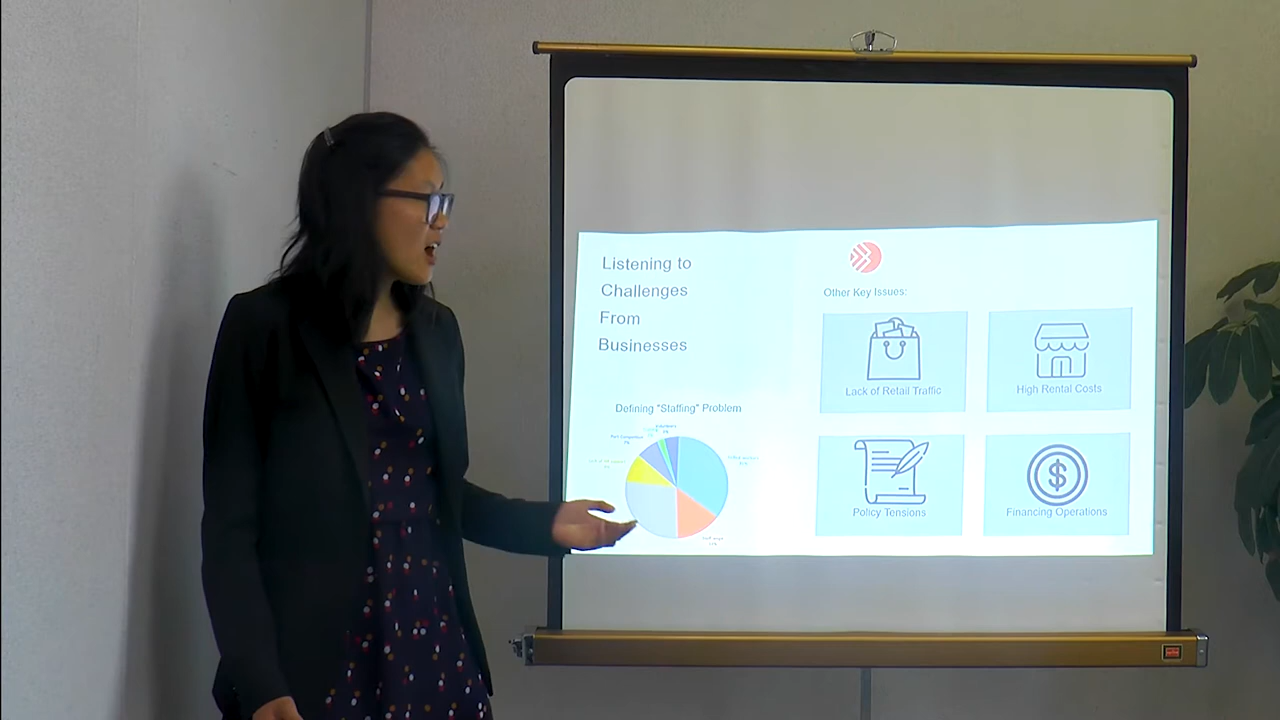 Listening to
Challenges
From
Businesses
Other Key Issues:
Lack of Retail Traffic
High Rental Costs
Defining "Staffing" Problem
Policy Tensions
Financing Operations